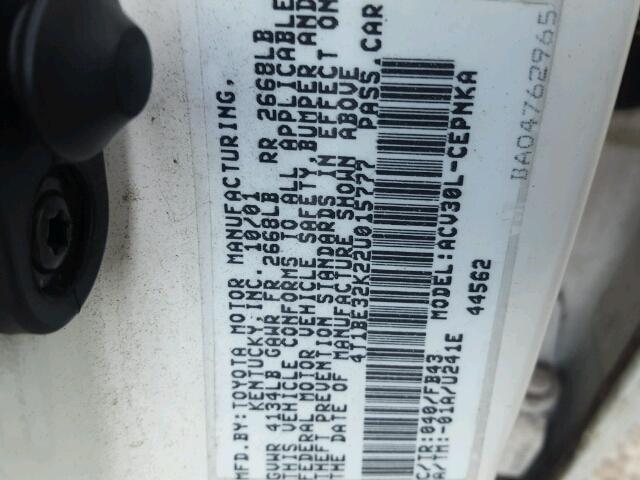 MFD.BY:TOYOTA MOTOR MANUFACTURING,
KENTUCKY, INC. 10/01
GVWR 4134LB GAWR FR 2668LB RR 2668LB
THIS VEHICLE CONFORMS TO ALL APPLICABLE
FEDERAL MOTOR VEHICLE SAFETY,BUMPER AND
THEFT PREVENTION STANDARDS IN EFFECT ON
THE DATE OF MANUFACTURE SHOWN ABOVE
4T1BE32K22U015777 PASS.CAR
C/TR:040/FB43
A/TM:-01A/U241E
MODEL:ACV30L-CEPNKA
44562
BA04762965